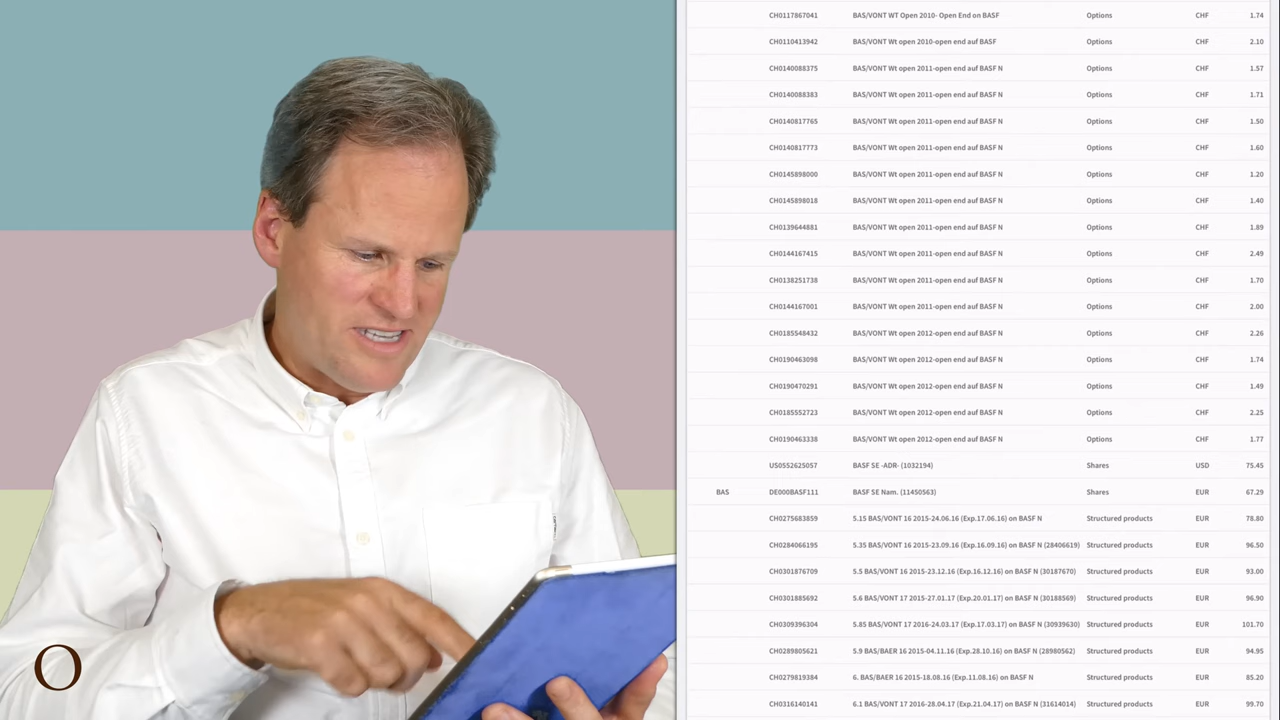 CH0117867041 BAS/VONT WT Open 2010- Open End on BASF Options CHF 1.74
CH0110413942 BAS/VONT Wt open 2010-open end auf BASF Options CHF 2.10
CH0140088375 BAS/VONT Wt open 2011-open end auf BASF N Options CHF 1.57
CH0140088383 BAS/VONT Wt open 2011-open end auf BASF N Options CHF 1.71
CH0140817765 BAS/VONT Wt open 2011-open end auf BASF N Options CHF 1.50
CH0140817773 BAS/VONT Wt open 2011-open end auf BASF N Options CHF 1.60
CH0145898000 BAS/VONT Wt open 2011-open end auf BASF N Options CHF 1.20
CH0145898018 BAS/VONT Wt open 2011-open end auf BASF N Options CHF 1.40
CH0139644881 BAS/VONT Wt open 2011-open end auf BASF N Options CHF 1.89
CH0144167415 BAS/VONT Wt open 2011-open end auf BASF N Options CHF 2.49
CH0138251738 BAS/VONT Wt open 2011-open end auf BASF N Options CHF 1.70
CH0144167001 BAS/VONT Wt open 2011-open end auf BASF N Options CHF 2.00
CH0185548432 BAS/VONT Wt open 2012-open end auf BASF N Options CHF 2.26
CH0190463098 BAS/VONT Wt open 2012-open end auf BASF N Options CHF 1.74
CH0190470291 BAS/VONT Wt open 2012-open end auf BASF N Options CHF 1.49
CH0185552723 BAS/VONT Wt open 2012-open end auf BASF N Options CHF 2.25
CH0190463338 BAS/VONT Wt open 2012-open end auf BASF N Options CHF 1.77
US0552625057 BASF SE -ADR- (1032194) Shares USD 75.45
BAS DE000BASF111 BASF SE Nam. (11450563) Shares EUR 67.29
CH0275683859 5.15 BAS/VONT 16 2015-24.06.16 (Exp.17.06.16) on BASF N Structured products EUR 78.80
CH0284066195 5.35 BAS/VONT 16 2015-23.09.16 (Exp.16.09.16) on BASF N (28406619) Structured products EUR 96.50
CH0301876709 5.5 BAS/VONT 16 2015-23.12.16 (Exp.16.12.16) on BASF N (30187670) Structured products EUR 93.00
CH0301885692 5.6 BAS/VONT 17 2015-27.01.17 (Exp.20.01.17) on BASF N (30188569) Structured products EUR 96.90
CH0309396304 5.85 BAS/VONT 17 2016-24.03.17 (Exp.17.03.17) on BASF N (30939630) Structured products EUR 101.70
CH0289805621 5.9 BAS/BAER 16 2015-04.11.16 (Exp.28.10.16) on BASF N (28980562) Structured products EUR 94.95
CH0279819384 6. BAS/BAER 16 2015-18.08.16 (Exp.11.08.16) on BASF N Structured products EUR 85.20
CH0316140141 6.1 BAS/VONT 17 2016-28.04.17 (Exp.21.04.17) on BASF N (31614014) Structured products EUR 99.70
O